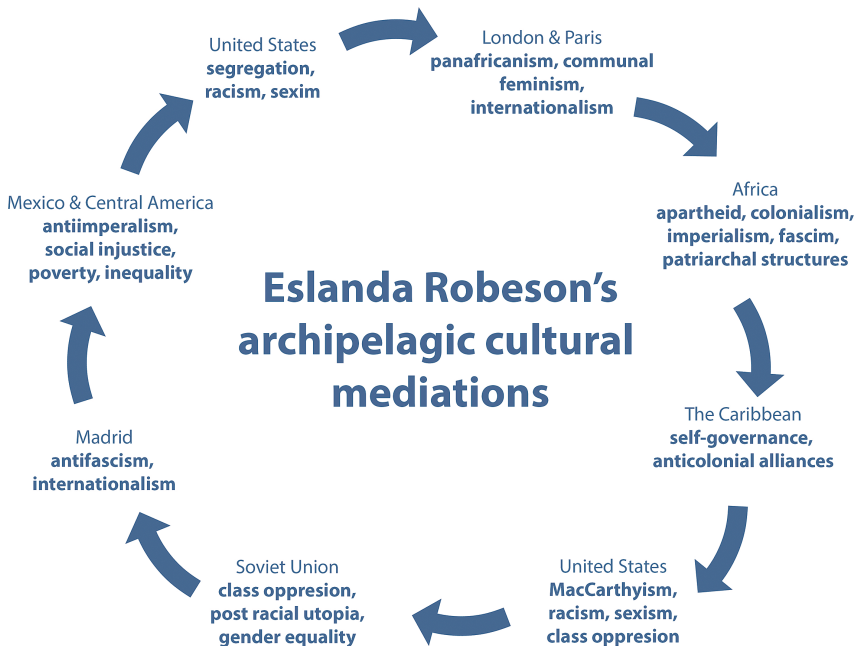 United States
segregation,
racism, sexim
London & Paris
panafricanism, communal
feminism,
internationalism
Africa
apartheid, colonialism,
imperialism, fascim,
patriarchal structures
The Caribbean
self-governance,
anticolonial alliances
United States
MacCarthyism,
racism, sexism,
class oppresion
Soviet Union
class oppresion,
post racial utopia,
gender equality
Madrid
antifascism,
internationalism
Mexico & Central America
antiimperalism,
social injustice,
poverty, inequality
Eslanda Robeson’s
archipelagic cultural
mediations